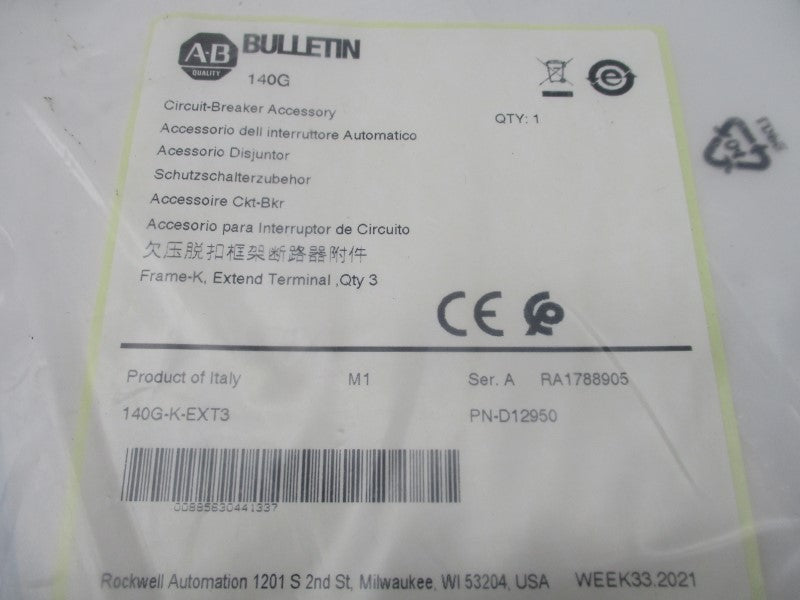 A-B BULLETIN
QUALITY
140G
Circuit-Breaker Accessory
QTY: 1
Accessorio dell interruttore Automatico
Acessorio Disjuntor
Schutzschalterzubehor
Accessoire Ckt-Bkr
Accesorio para Interruptor de Circuito
欠压脱扣框架断路器附件
Frame-K, Extend Terminal ,Qty 3
CE
Product of Italy M1 Ser. A RA1788905
140G-K-EXT3 PN-D12950
00885630441337
Rockwell Automation 1201 S 2nd St, Milwaukee, WI 53204, USA WEEK33.2021